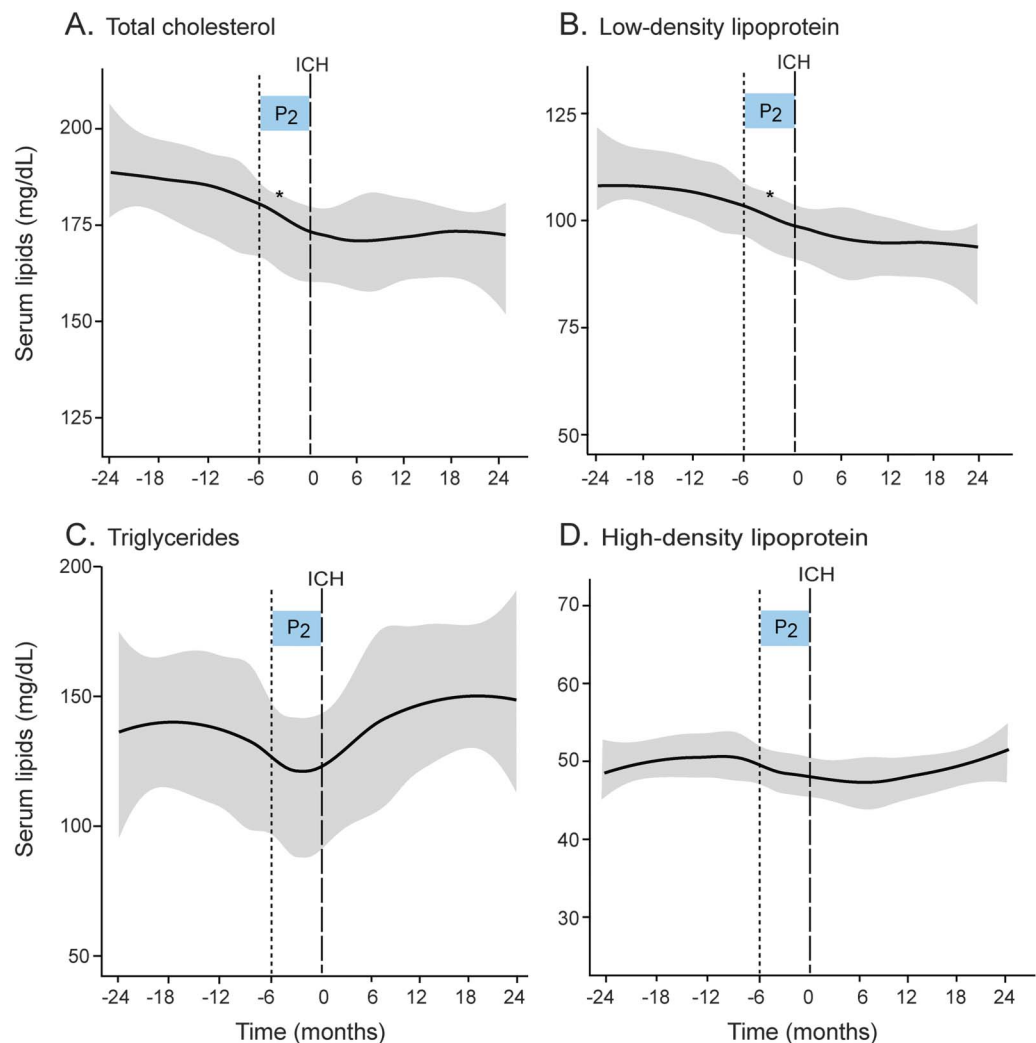 A. Total cholesterol
ICH
P2
*
200
175
150
125
Serum lipids (mg/dL)
-24 -18 -12 -6 0 6 12 18 24
B. Low-density lipoprotein
ICH
P2
*
125
100
75
50
-24 -18 -12 -6 0 6 12 18 24
C. Triglycerides
ICH
P2
200
150
100
50
Serum lipids (mg/dL)
-24 -18 -12 -6 0 6 12 18 24
Time (months)
D. High-density lipoprotein
ICH
P2
70
60
50
40
30
-24 -18 -12 -6 0 6 12 18 24
Time (months)